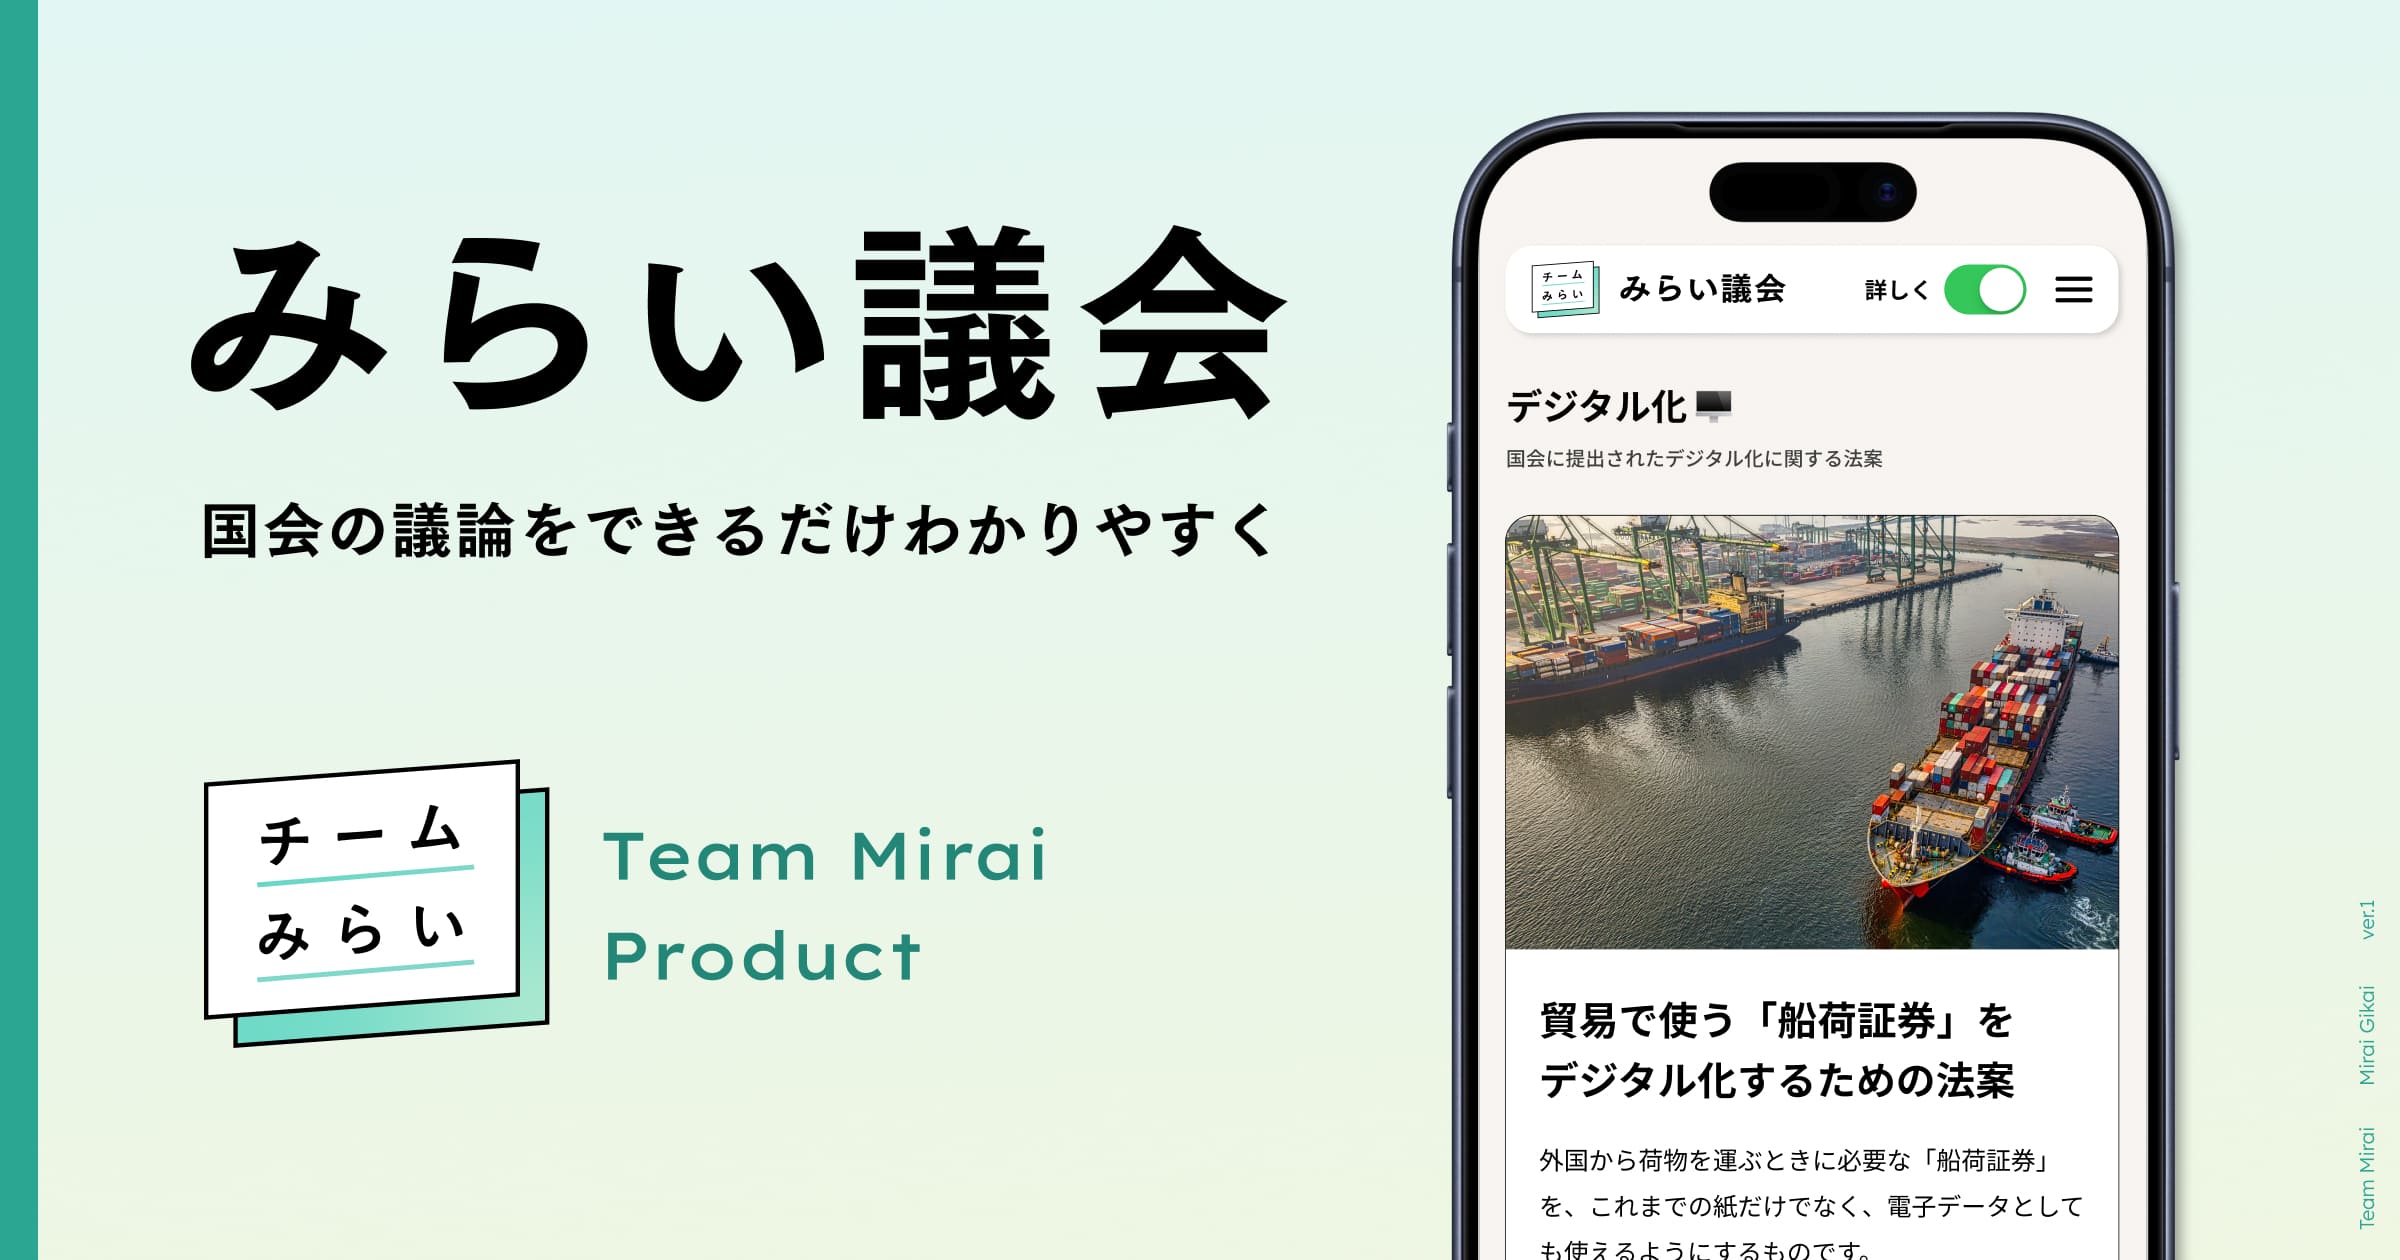 みらい議会
国会の議論をできるだけわかりやすく
チーム
みらい
Team Mirai
Product
チーム
みらい
みらい議会
詳しく
デジタル化
国会に提出されたデジタル化に関する法案
貿易で使う「船荷証券」を
デジタル化するための法案
外国から荷物を運ぶときに必要な「船荷証券」
を、これまでの紙だけでなく、電子データとして
も使えるようにするものです。
Team Mirai Mirai Gikai ver.1